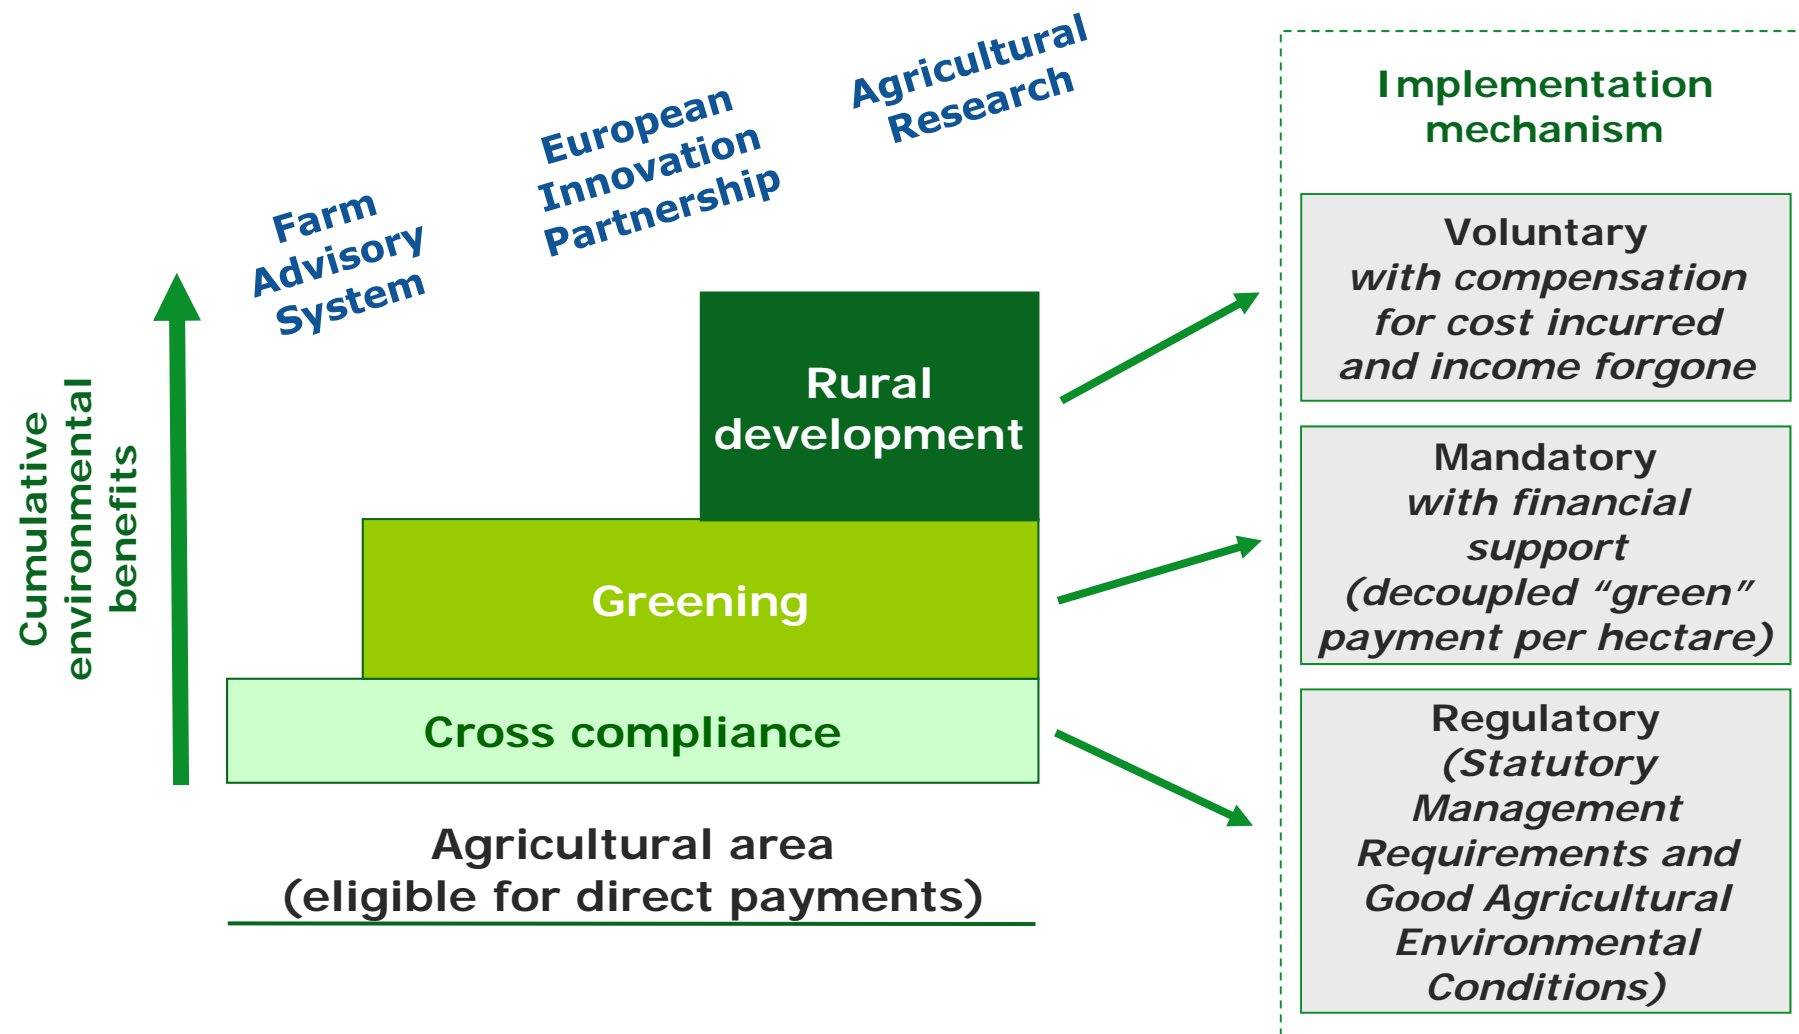 Farm
Advisory
System
European
Innovation
Partnership
Agricultural
Research
Cumulative
environmental
benefits
Rural
development
Greening
Cross compliance
Agricultural area
(eligible for direct payments)
Implementation
mechanism
Voluntary
with compensation
for cost incurred
and income forgone
Mandatory
with financial
support
(decoupled “green”
payment per hectare)
Regulatory
(Statutory
Management
Requirements and
Good Agricultural
Environmental
Conditions)